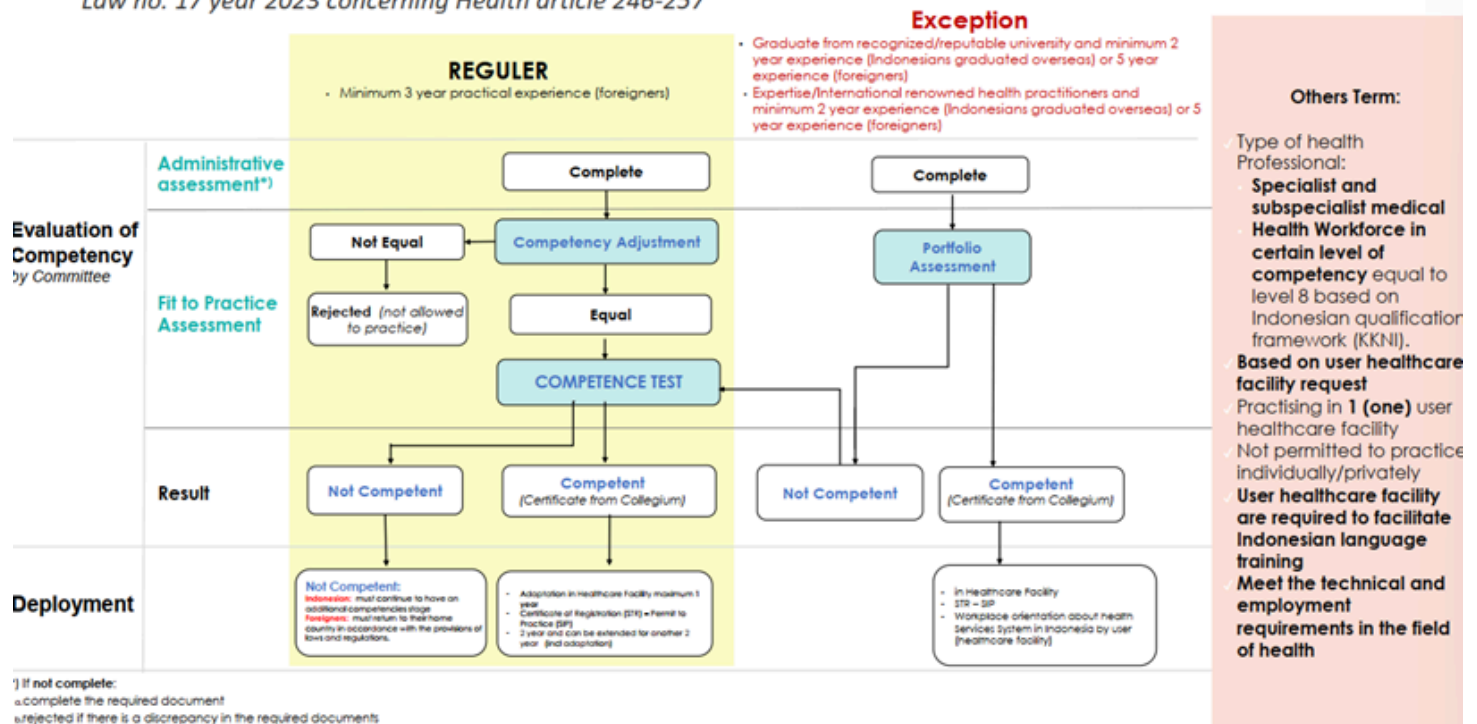 Law no. 17 year 2023 concerning Health article 246-257
REGULER
• Minimum 3 year practical experience (foreigners)
Exception
• Graduate from recognized/reputable university and minimum 2
year experience (Indonesians graduated overseas) or 5 year
experience (foreigners)
• Expertise/International renowned health practitioners and
minimum 2 year experience (Indonesians graduated overseas) or 5
year experience (foreigners)
Evaluation of
Competency
by Committee
Administrative
assessment*)
Complete
Complete
Fit to Practice
Assessment
Not Equal
Competency Adjustment
Portfolio
Assessment
Rejected (not allowed
to practice)
Equal
COMPETENCE TEST
Result
Not Competent
Competent
(Certificate from Collegium)
Not Competent
Competent
(Certificate from Collegium)
Deployment
Not Competent:
Indonesian: must continue to have an
additional competencies stage
Foreigners: must return to their home
country in accordance with the provisions of
laws and regulations.
• Adaptation in Healthcare Facility maximum 1
year
• Certificate of Registration (STR) – Permit to
Practice (SIP)
• 2 year and can be extended for another 2
year (incl adaptation)
• in Healthcare Facility
• STR – SIP
• Workplace orientation about health
Services System in Indonesia by user
(healthcare facility)
Others Term:
✓ Type of health
Professional:
• Specialist and
subspecialist medical
• Health Workforce in
certain level of
competency equal to
level 8 based on
Indonesian qualification
framework (KKNI).
✓ Based on user healthcare
facility request
✓ Practising in 1 (one) user
healthcare facility
✓ Not permitted to practice
individually/privately
✓ User healthcare facility
are required to facilitate
Indonesian language
training
✓ Meet the technical and
employment
requirements in the field
of health
*) If not complete:
a.complete the required document
b.rejected if there is a discrepancy in the required documents